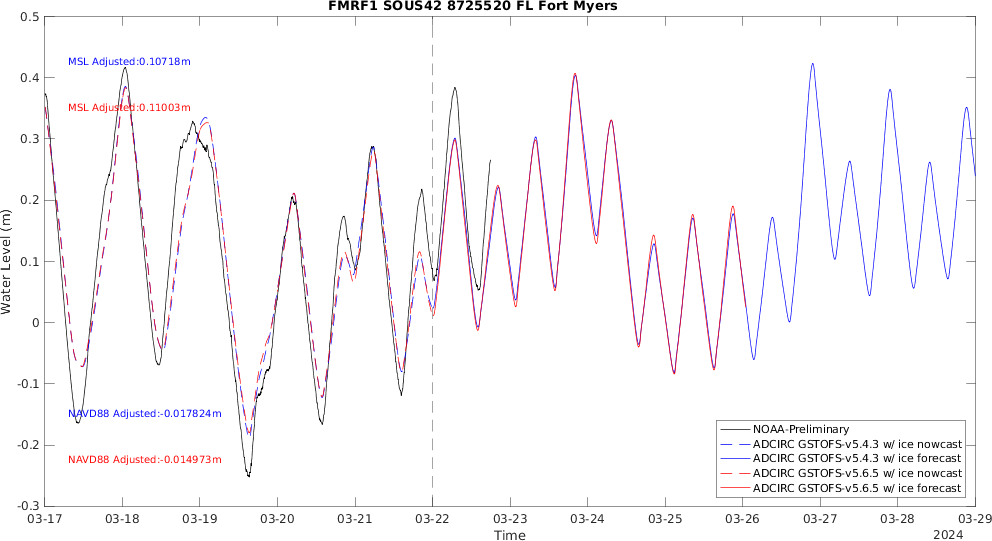 FMRF1 SOUS42 8725520 FL Fort Myers
Water Level (m)
0.5
0.4
0.3
0.2
0.1
0
-0.1
-0.2
-0.3
MSL Adjusted:0.10718m
MSL Adjusted:0.11003m
NAVD88 Adjusted:-0.017824m
NAVD88 Adjusted:-0.014973m
NOAA-Preliminary
ADCIRC GSTOFS-v5.4.3 w/ ice nowcast
ADCIRC GSTOFS-v5.4.3 w/ ice forecast
ADCIRC GSTOFS-v5.6.5 w/ ice nowcast
ADCIRC GSTOFS-v5.6.5 w/ ice forecast
03-17 03-18 03-19 03-20 03-21 03-22 03-23 03-24 03-25 03-26 03-27 03-28 03-29
Time
2024